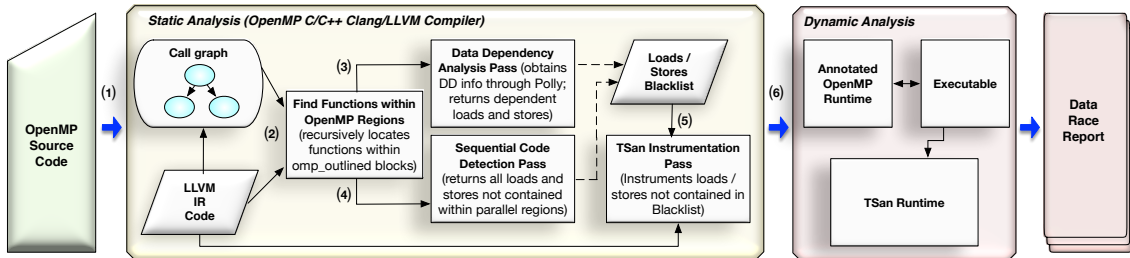 OpenMP
Source
Code
(1)
Static Analysis (OpenMP C/C++ Clang/LLVM Compiler)
Call graph
LLVM
IR
Code
(2)
Find Functions within
OpenMP Regions
(recursively locates
functions within
omp_outlined blocks)
(3)
Data Dependency
Analysis Pass (obtains
DD info through Polly;
returns dependent
loads and stores)
(4)
Sequential Code
Detection Pass
(returns all loads and
stores not contained
within parallel regions)
Loads /
Stores
Blacklist
(5)
TSan Instrumentation
Pass
(Instruments loads /
stores not contained in
Blacklist)
(6)
Dynamic Analysis
Annotated
OpenMP
Runtime
Executable
TSan Runtime
Data
Race
Report